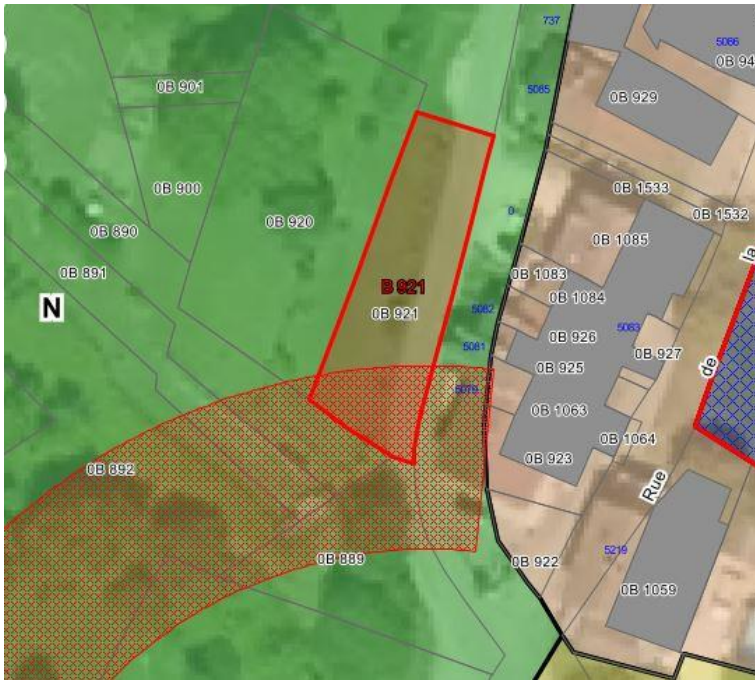 737
5086
0B 94
0B 901
5085
0B 929
0B 900
0B 1533
0B 920
0
0B 1532
0B 890
0B 1085
la
0B 891
0B 1083
B 921
0B 1084
N
0B 921
5082
5083
0B 926
5081
0B 927
0B 925
de
5079
0B 1063
0B 1064
0B 923
0B 892
Rue
0B 889
0B 922
5219
0B 1059